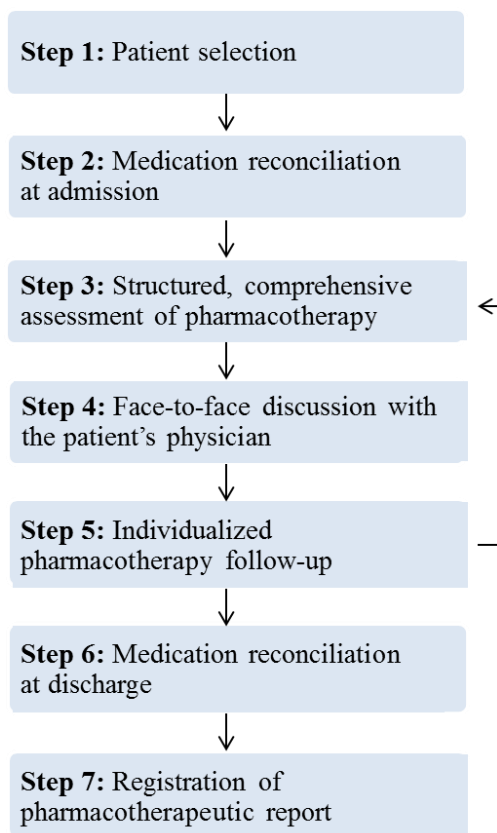 Step 1: Patient selection
Step 2: Medication reconciliation
at admission
Step 3: Structured, comprehensive
assessment of pharmacotherapy
Step 4: Face-to-face discussion with
the patient’s physician
Step 5: Individualized
pharmacotherapy follow-up
Step 6: Medication reconciliation
at discharge
Step 7: Registration of
pharmacotherapeutic report